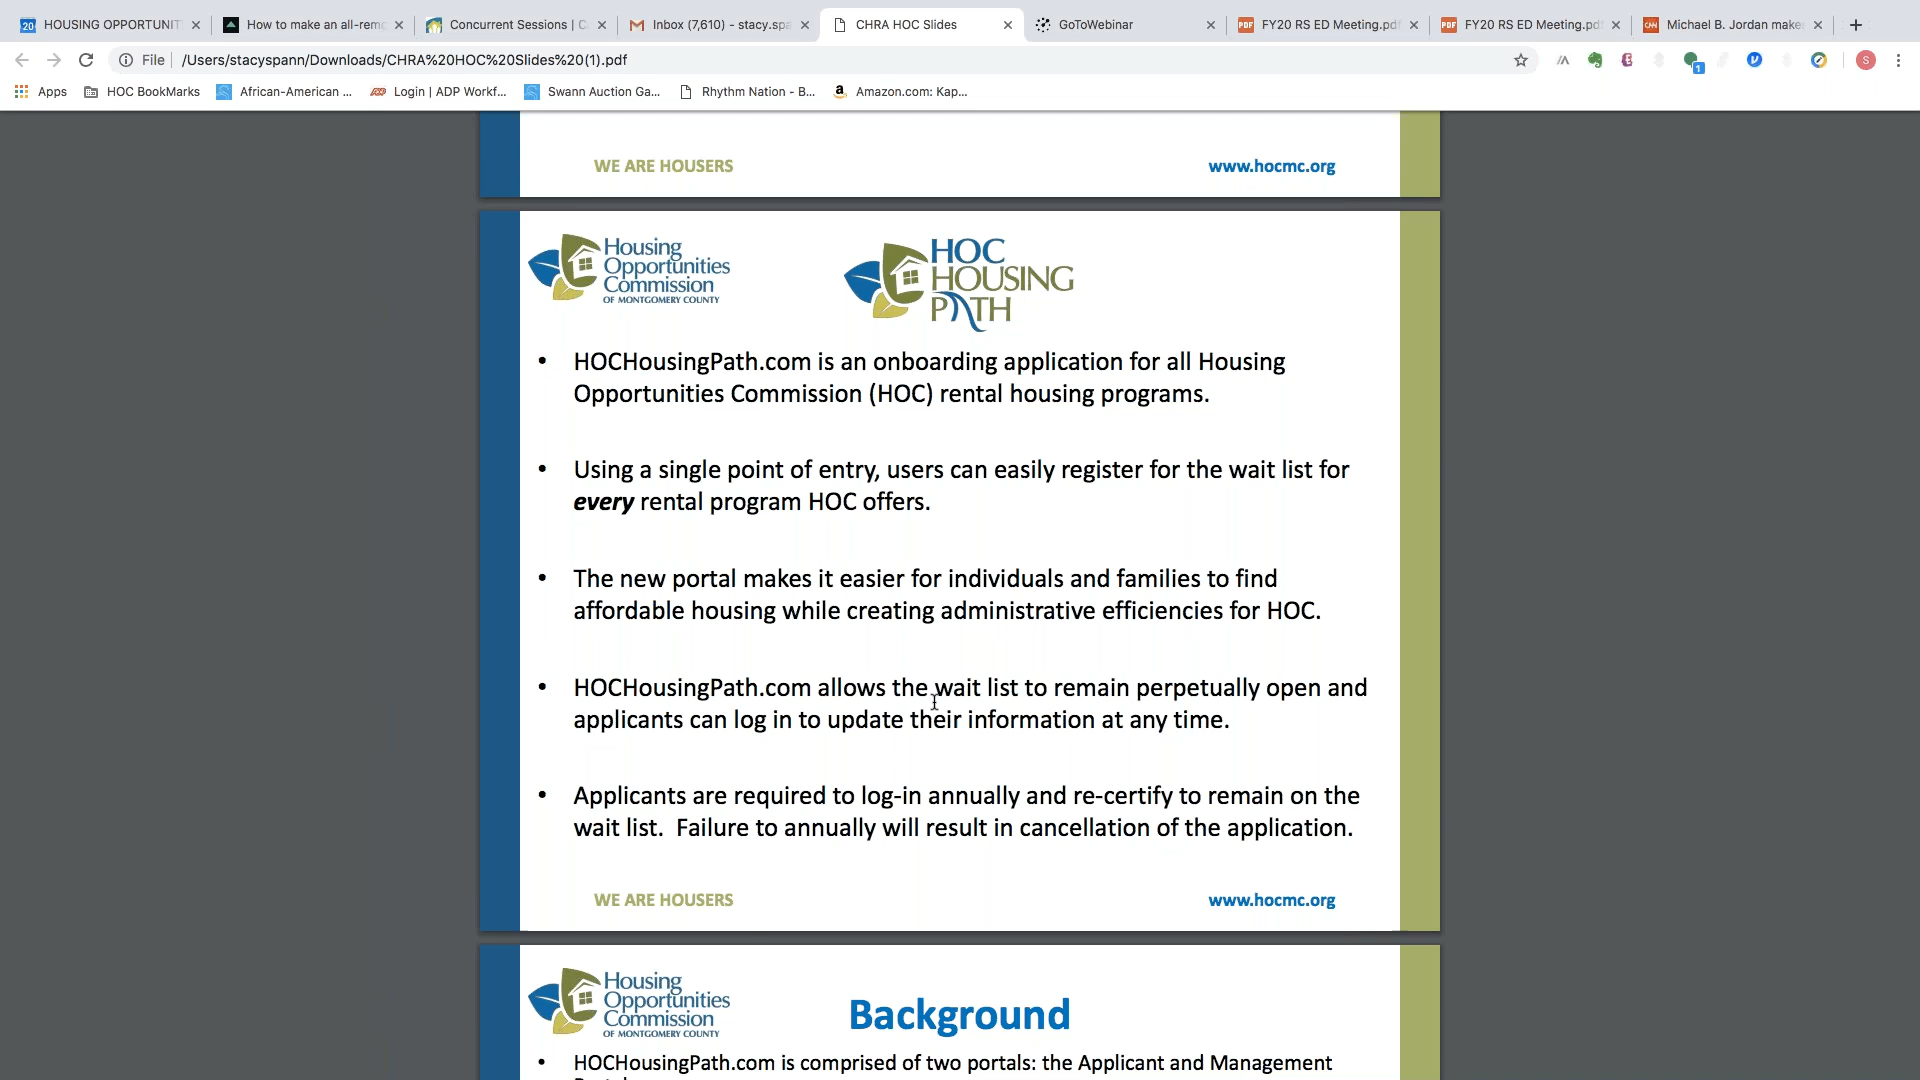 HOUSING OPPORTUNIT
How to make an all-remo
Concurrent Sessions | C
Inbox (7,610) - stacy.spa
CHRA HOC Slides
GoToWebinar
FY20 RS ED Meeting.pdf
FY20 RS ED Meeting.pdf
Michael B. Jordan make
File
/Users/stacyspann/Downloads/CHRA%20HOC%20Slides%20(1).pdf
Apps
HOC BookMarks
African-American ...
Login | ADP Workf...
Swann Auction Ga...
Rhythm Nation - B...
Amazon.com: Kap...
WE ARE HOUSERS
www.hocmc.org
Housing
Opportunities
Commission
OF MONTGOMERY COUNTY
HOC
HOUSING
PATH
• HOCHousingPath.com is an onboarding application for all Housing
Opportunities Commission (HOC) rental housing programs.
• Using a single point of entry, users can easily register for the wait list for
every rental program HOC offers.
• The new portal makes it easier for individuals and families to find
affordable housing while creating administrative efficiencies for HOC.
• HOCHousingPath.com allows the wait list to remain perpetually open and
applicants can log in to update their information at any time.
• Applicants are required to log-in annually and re-certify to remain on the
wait list. Failure to annually will result in cancellation of the application.
WE ARE HOUSERS
www.hocmc.org
Housing
Opportunities
Commission
OF MONTGOMERY COUNTY
Background
• HOCHousingPath.com is comprised of two portals: the Applicant and Management